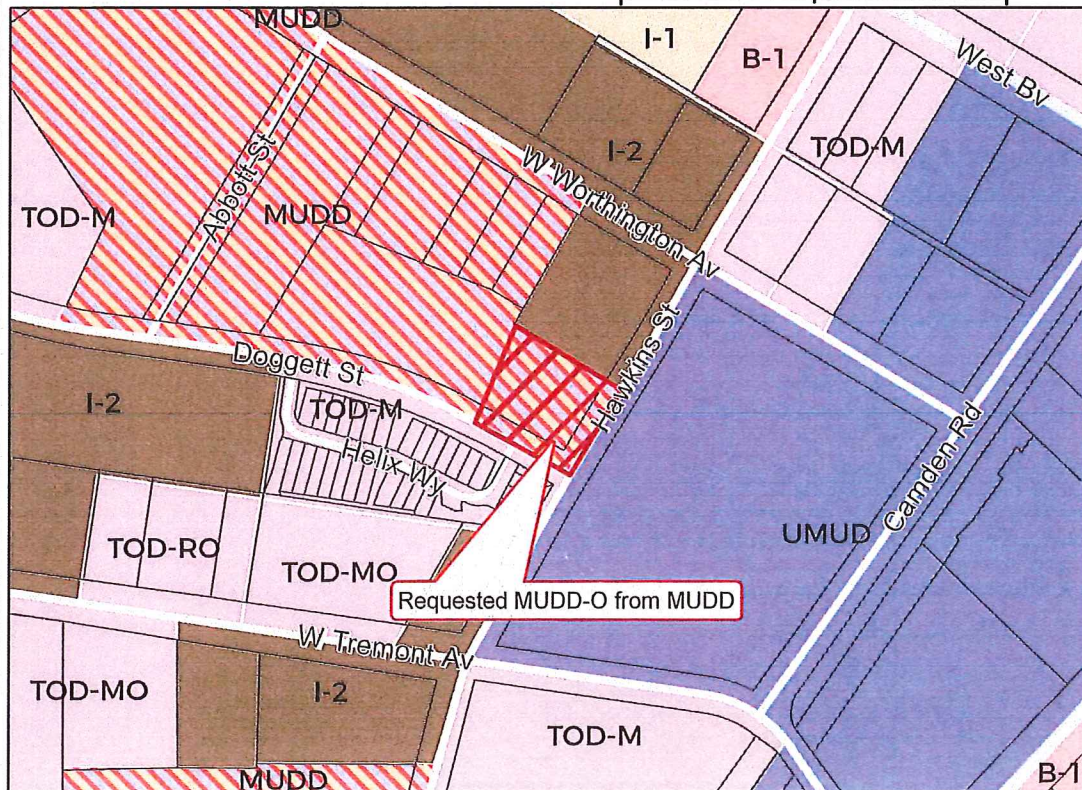 MUDD
I-1
B-1
West Bv
TOD-M
I-2
W Worthington Av
Abbott St
TOD-M
MUDD
Hawkins St
Doggett St
I-2
TOD-M
Helix Wy
Camden Rd
UMUD
TOD-RO
TOD-MO
Requested MUDD-O from MUDD
W Tremont Av
TOD-MO
I-2
TOD-M
MUDD
B-1